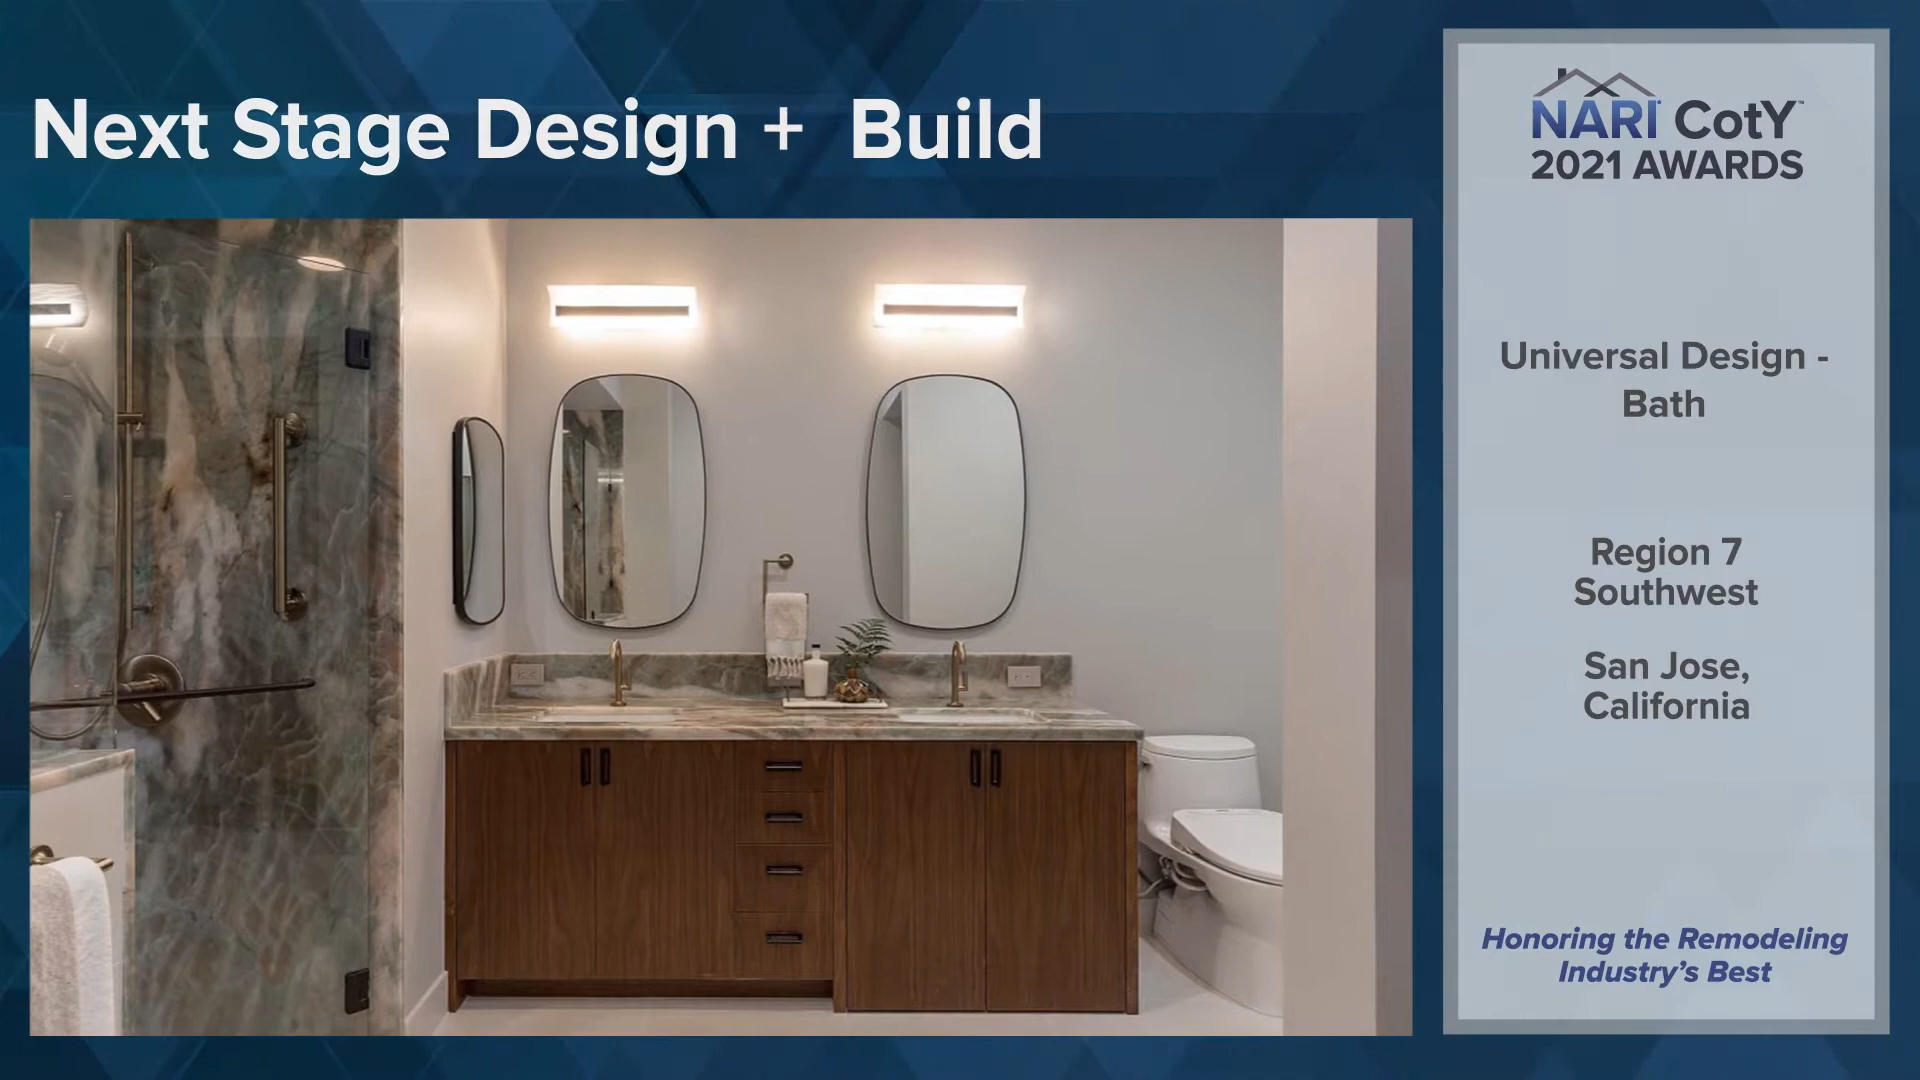 Next Stage Design + Build
NARI CotY™
2021 AWARDS
Universal Design -
Bath
Region 7
Southwest
San Jose,
California
Honoring the Remodeling
Industry's Best